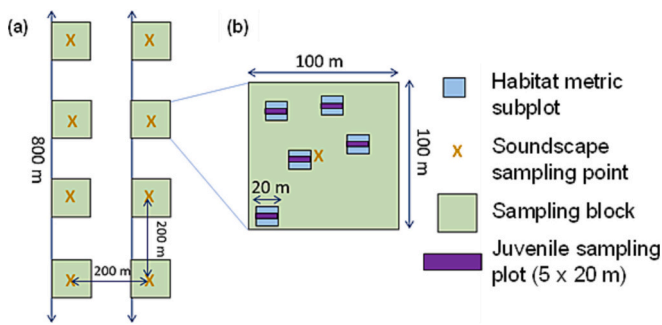 (a)
X X
X X
X X
X X
800 m
200 m
200 m
(b)
100 m
100 m
X
20 m
Habitat metric
subplot
X
Soundscape
sampling point
Sampling block
Juvenile sampling
plot (5 x 20 m)